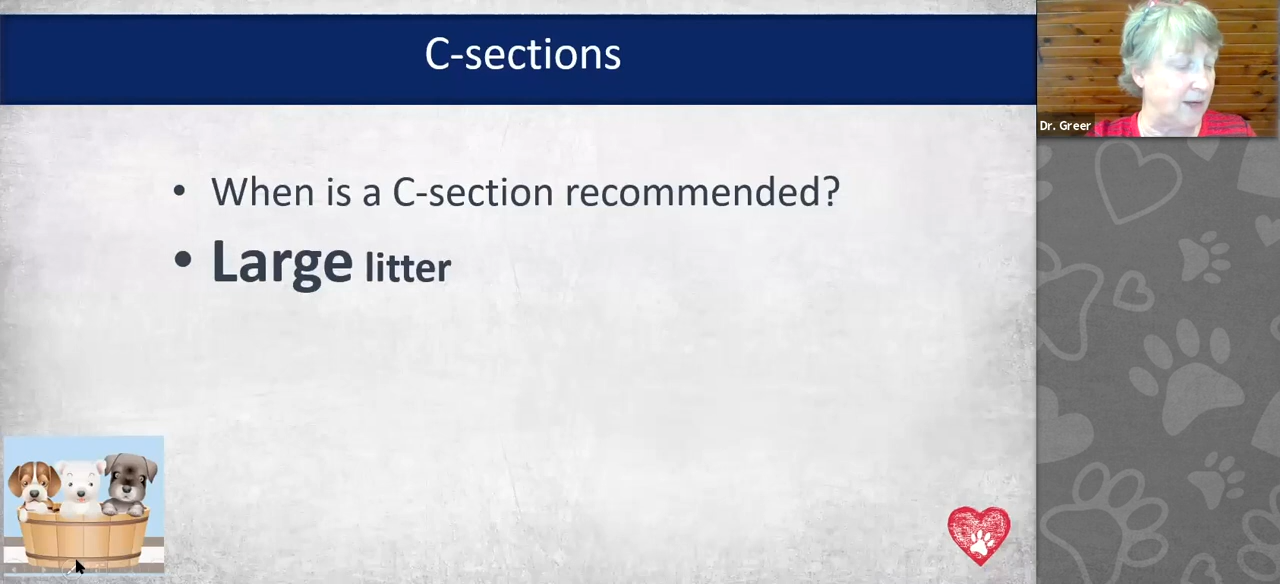 C-sections
• When is a C-section recommended?
• Large litter
Dr. Greer